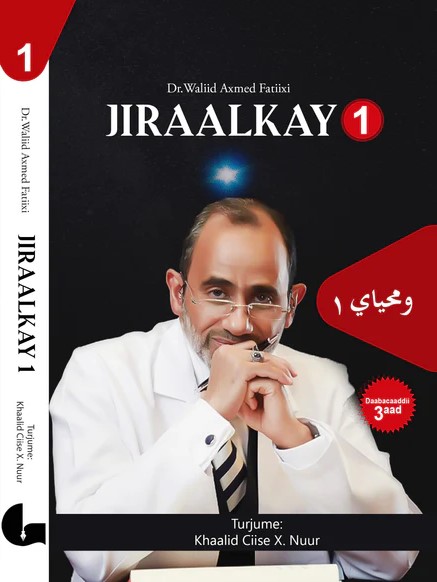 1
Dr.Waliid Axmed Fatiixi
JIRAALKAY 1
Turjume:
Khaalid Ciise X. Nuur
Dr.Waliid Axmed Fatiixi
JIRAALKAY 1
ومحياي ١
Daabacaaddii
3aad
Turjume:
Khaalid Ciise X. Nuur